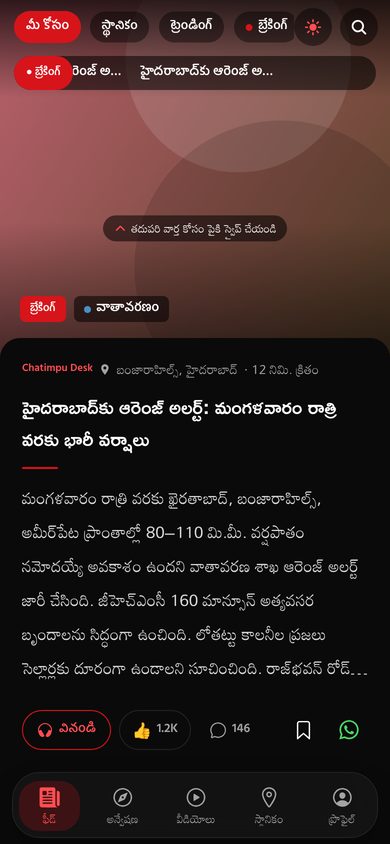 మీ కోసం స్థానికం ట్రెండింగ్ బ్రేకింగ్
బ్రేకింగ్ రెంజ్ అ... హైదరాబాద్‌కు ఆరెంజ్ అ...
తదుపరి వార్త కోసం పైకి స్వైప్ చేయండి
బ్రేకింగ్ వాతావరణం
Chatimpu Desk బంజారాహిల్స్, హైదరాబాద్ · 12 నిమి. క్రితం
హైదరాబాద్‌కు ఆరెంజ్ అలర్ట్: మంగళవారం రాత్రి
వరకు భారీ వర్షాలు
మంగళవారం రాత్రి వరకు ఖైరతాబాద్, బంజారాహిల్స్,
అమీర్‌పేట ప్రాంతాల్లో 80–110 మి.మీ. వర్షపాతం
నమోదయ్యే అవకాశం ఉందని వాతావరణ శాఖ ఆరెంజ్ అలర్ట్
జారీ చేసింది. జీహెచ్ఎంసీ 160 మాన్సూన్ అత్యవసర
బృందాలను సిద్ధంగా ఉంచింది. లోతట్టు కాలనీల ప్రజలు
సెల్లార్లకు దూరంగా ఉండాలని సూచించింది. రాజ్‌భవన్ రోడ్...
వినండి 1.2K 146
ఫీడ్ అన్వేషణ వీడియోలు స్థానికం ప్రొఫైల్